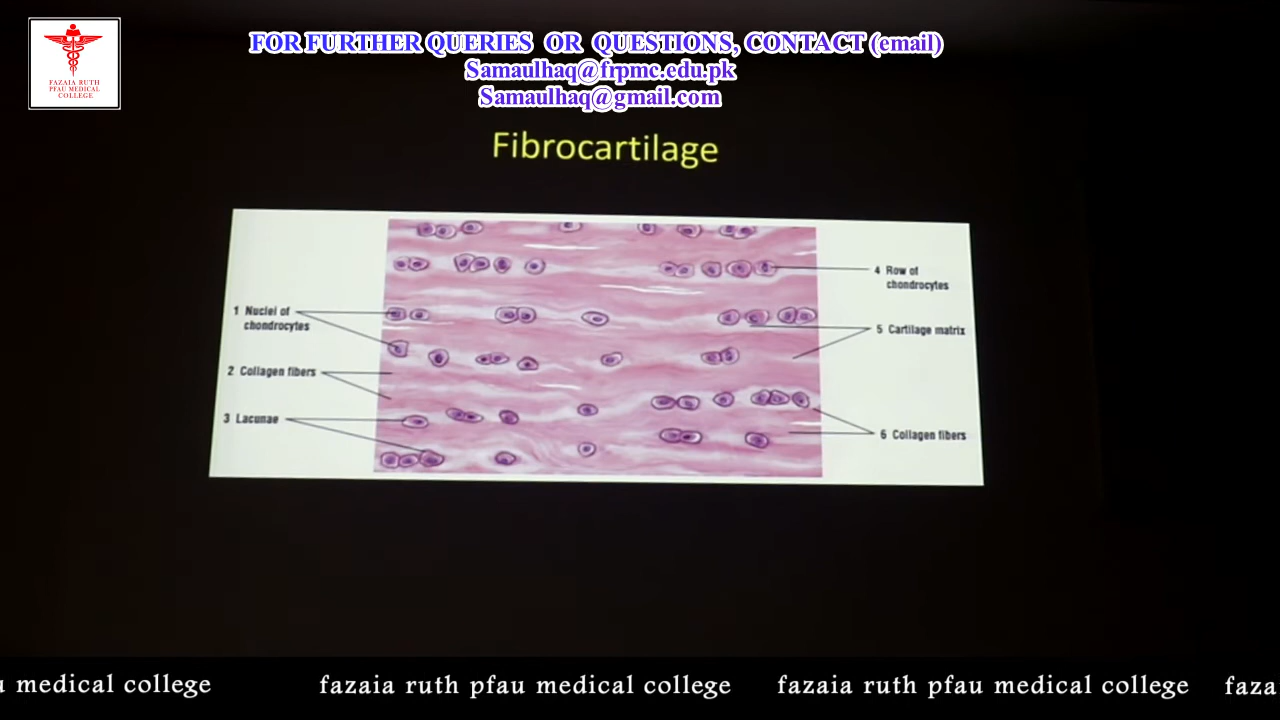 FOR FURTHER QUERIES OR QUESTIONS, CONTACT (email)
Samaulhaq@frpmc.edu.pk
Samaulhaq@gmail.com
FAZAIA RUTH
PFAU MEDICAL
COLLEGE
Fibrocartilage
1 Nuclei of
chondrocytes
2 Collagen fibers
3 Lacunae
4 Row of
chondrocytes
5 Cartilage matrix
6 Collagen fibers
u medical college fazaia ruth pfau medical college fazaia ruth pfau medical college faza